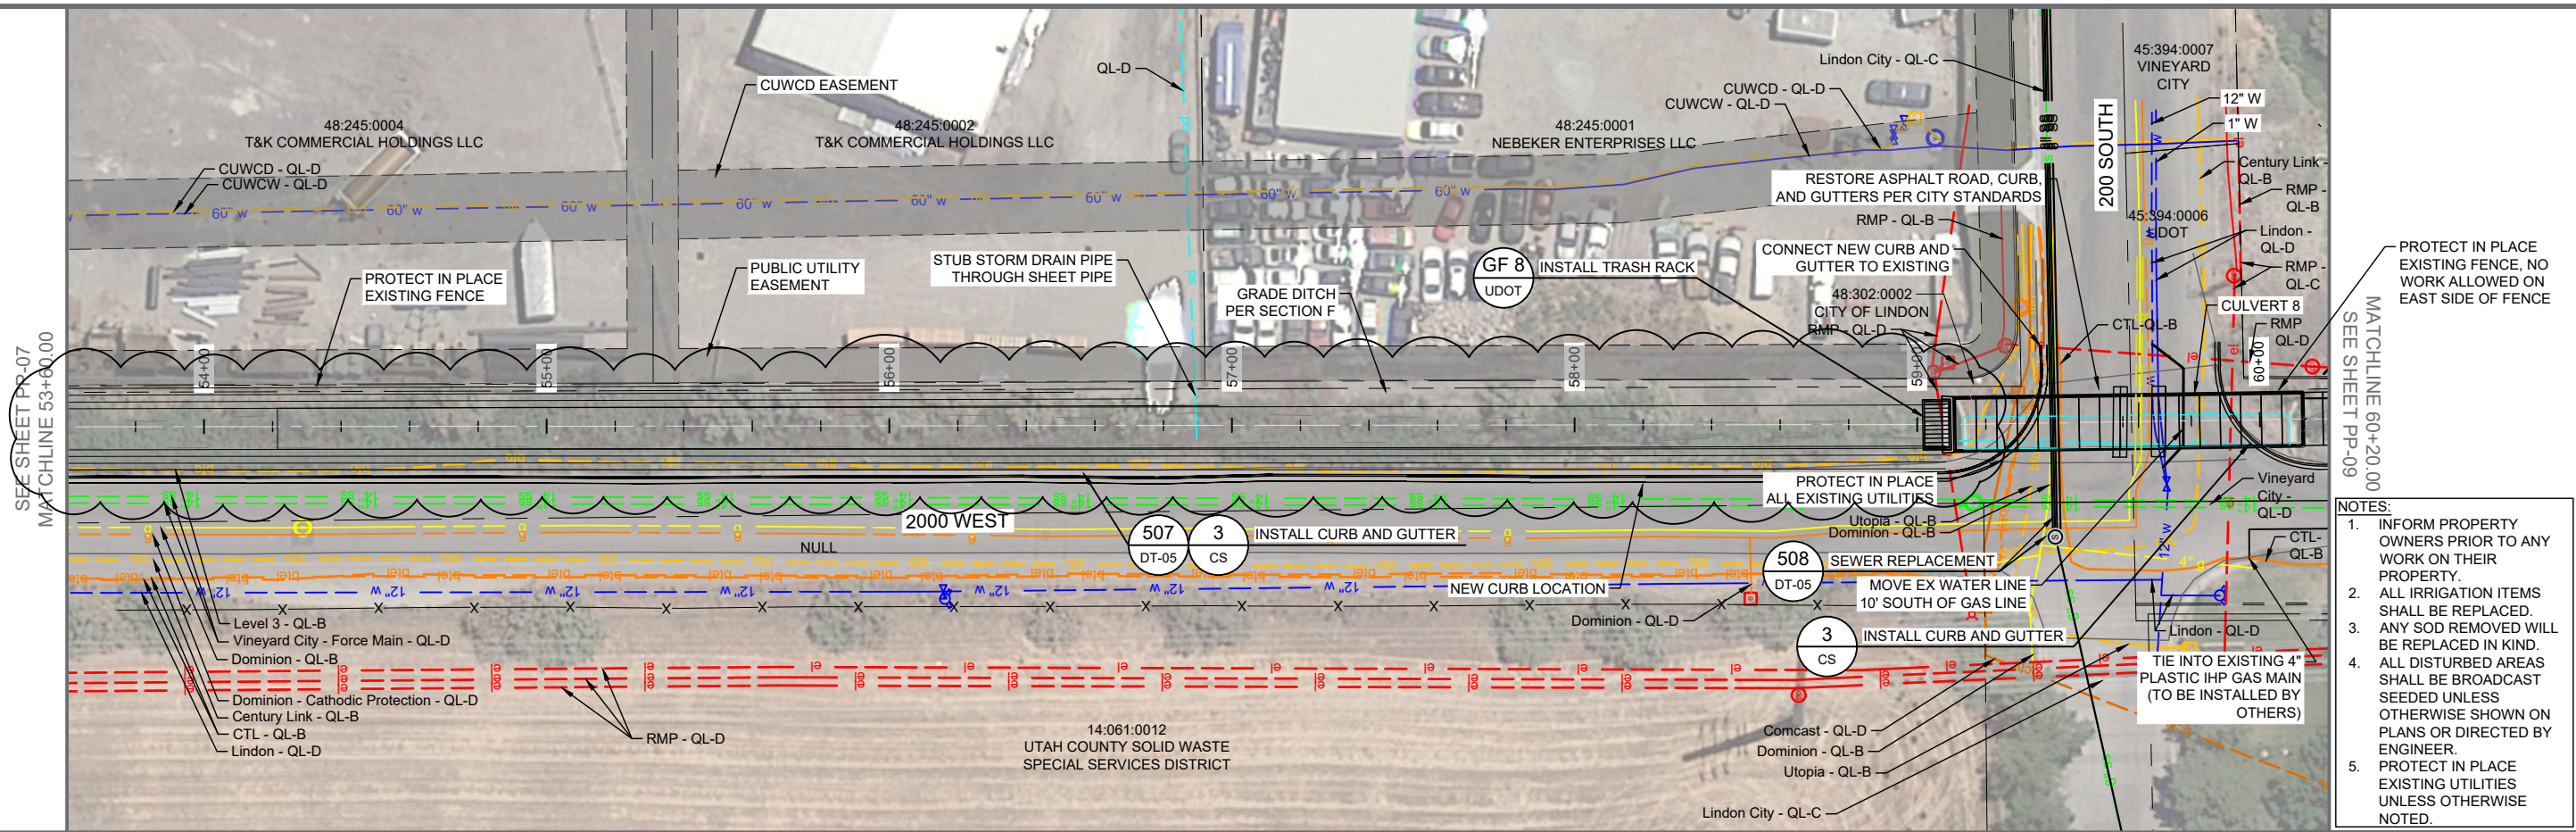 SEE SHEET PP-07
MATCHLINE 53+60.00
48:245:0004
T&K COMMERCIAL HOLDINGS LLC
CUWCD - QL-D
CUWCW - QL-D
CUWCD EASEMENT
48:245:0002
T&K COMMERCIAL HOLDINGS LLC
QL-D
48:245:0001
NEBEKER ENTERPRISES LLC
CUWCD - QL-D
CUWCW - QL-D
Lindon City - QL-C
200 SOUTH
45:394:0007
VINEYARD
CITY
12" W
1" W
Century Link -
QL-B
RMP -
QL-B
45:394:0006
UDOT
Lindon -
QL-D
RMP -
QL-C
CULVERT 8
RMP
QL-D
60" w
60" w
60" w
60" w
60" w
60" w
60" w
60" w
sd
sd
PROTECT IN PLACE
EXISTING FENCE
PUBLIC UTILITY
EASEMENT
STUB STORM DRAIN PIPE
THROUGH SHEET PIPE
GRADE DITCH
PER SECTION F
GF 8
UDOT
INSTALL TRASH RACK
RESTORE ASPHALT ROAD, CURB,
AND GUTTERS PER CITY STANDARDS
RMP - QL-B
CONNECT NEW CURB AND
GUTTER TO EXISTING
48:302:0002
CITY OF LINDON
RMP - QL-D
CTL-QL-B
PROTECT IN PLACE
EXISTING FENCE, NO
WORK ALLOWED ON
EAST SIDE OF FENCE
54+00
55+00
56+00
57+00
58+00
59+00
60+00
MATCHLINE 60+20.00
SEE SHEET PP-09
2000 WEST
NULL
507
DT-05
3
CS
INSTALL CURB AND GUTTER
NEW CURB LOCATION
PROTECT IN PLACE
ALL EXISTING UTILITIES
Utopia - QL-B
Dominion - QL-B
508
DT-05
SEWER REPLACEMENT
MOVE EX WATER LINE
10' SOUTH OF GAS LINE
Dominion - QL-D
3
CS
INSTALL CURB AND GUTTER
Vineyard
City -
QL-D
CTL-
QL-B
Lindon - QL-D
TIE INTO EXISTING 4"
PLASTIC IHP GAS MAIN
(TO BE INSTALLED BY
OTHERS)
12" w
12" w
12" w
12" w
12" w
12" w
12" w
Level 3 - QL-B
Vineyard City - Force Main - QL-D
Dominion - QL-B
Dominion - Cathodic Protection - QL-D
Century Link - QL-B
CTL - QL-B
Lindon - QL-D
RMP - QL-D
14:061:0012
UTAH COUNTY SOLID WASTE
SPECIAL SERVICES DISTRICT
Comcast - QL-D
Dominion - QL-B
Utopia - QL-B
Lindon City - QL-C
NOTES:
1. INFORM PROPERTY
OWNERS PRIOR TO ANY
WORK ON THEIR
PROPERTY.
2. ALL IRRIGATION ITEMS
SHALL BE REPLACED.
3. ANY SOD REMOVED WILL
BE REPLACED IN KIND.
4. ALL DISTURBED AREAS
SHALL BE BROADCAST
SEEDED UNLESS
OTHERWISE SHOWN ON
PLANS OR DIRECTED BY
ENGINEER.
5. PROTECT IN PLACE
EXISTING UTILITIES
UNLESS OTHERWISE
NOTED.